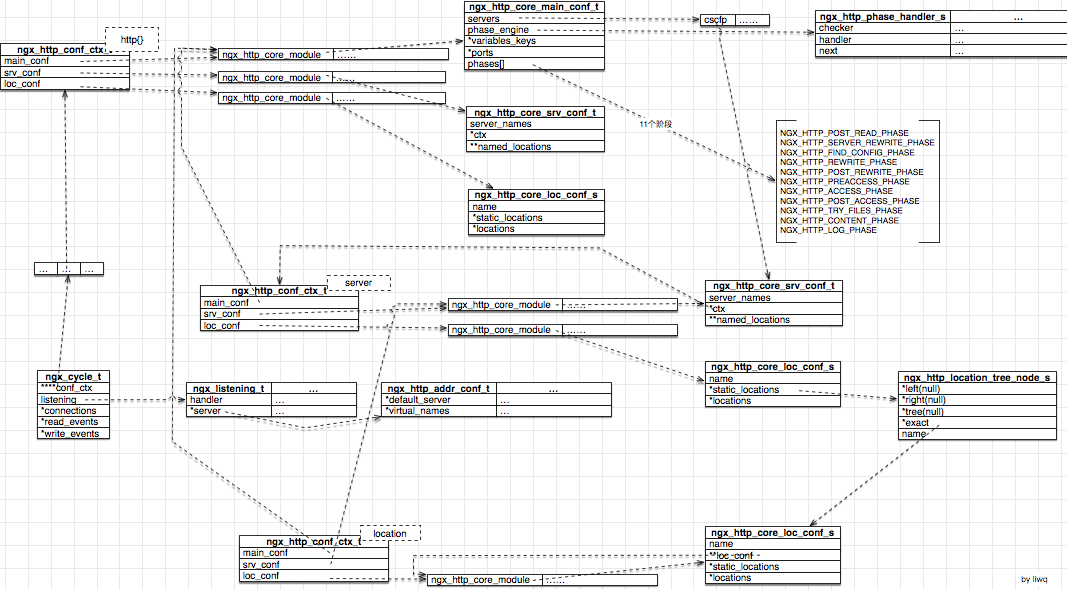 http{}
ngx_http_conf_ctx
main_conf
srv_conf
loc_conf
ngx_http_core_module ……
ngx_http_core_module ……
ngx_http_core_module ……
ngx_http_core_main_conf_t
servers
phase_engine
*variables_keys
*ports
phases[]
cscfp ……
ngx_http_phase_handler_s ...
checker ...
handler ...
next ...
ngx_http_core_srv_conf_t
server_names
*ctx
**named_locations
11个阶段
NGX_HTTP_POST_READ_PHASE
NGX_HTTP_SERVER_REWRITE_PHASE
NGX_HTTP_FIND_CONFIG_PHASE
NGX_HTTP_REWRITE_PHASE
NGX_HTTP_POST_REWRITE_PHASE
NGX_HTTP_PREACCESS_PHASE
NGX_HTTP_ACCESS_PHASE
NGX_HTTP_POST_ACCESS_PHASE
NGX_HTTP_TRY_FILES_PHASE
NGX_HTTP_CONTENT_PHASE
NGX_HTTP_LOG_PHASE
ngx_http_core_loc_conf_s
name
*static_locations
*locations
... ... ...
server
ngx_http_conf_ctx_t
main_conf
srv_conf
loc_conf
ngx_http_core_module ……
ngx_http_core_module ……
ngx_http_core_srv_conf_t
server_names
*ctx
**named_locations
ngx_cycle_t
****conf_ctx
listening
*connections
*read_events
*write_events
ngx_listening_t ...
handler ...
*server ...
ngx_http_addr_conf_t ...
*default_server ...
*virtual_names ...
ngx_http_core_loc_conf_s
name
*static_locations
*locations
ngx_http_location_tree_node_s
*left(null)
*right(null)
*tree(null)
*exact
name
location
ngx_http_conf_ctx_t
main_conf
srv_conf
loc_conf
ngx_http_core_module ……
ngx_http_core_loc_conf_s
name
**loc-conf
*static_locations
*locations
by liwq